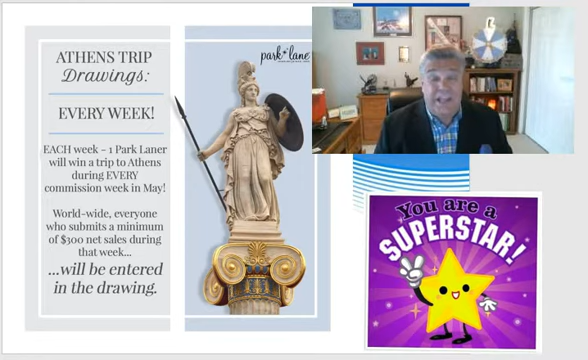 ATHENS TRIP
Drawings:
EVERY WEEK!
EACH week – 1 Park Laner
will win a trip to Athens
during EVERY
commission week in May!
World-wide, everyone
who submits a minimum
of $300 net sales during
that week...
...will be entered
in the drawing.
park lane
You are a
SUPERSTAR!